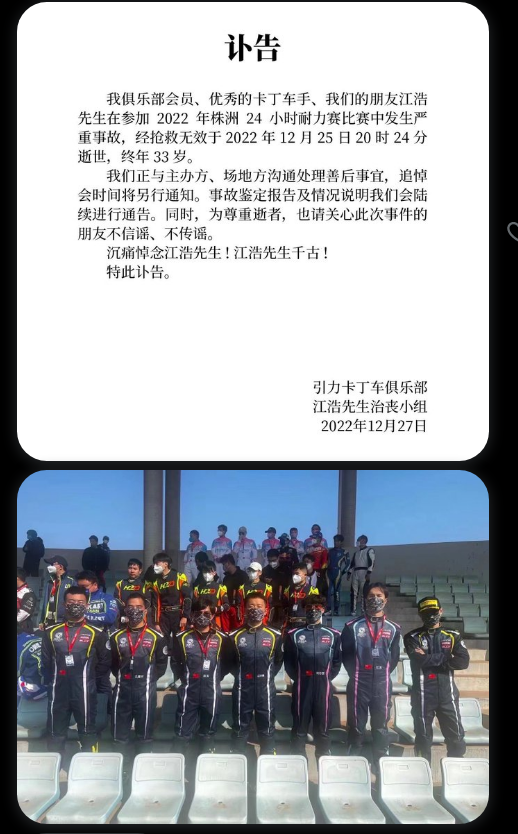 讣告
我俱乐部会员、优秀的卡丁车手、我们的朋友江浩
先生在参加 2022 年株洲 24 小时耐力赛比赛中发生严
重事故，经抢救无效于 2022 年 12 月 25 日 20 时 24 分
逝世，终年 33 岁。
我们正与主办方、场地方沟通处理善后事宜，追悼
会时间将另行通知。事故鉴定报告及情况说明我们会陆
续进行通告。同时，为尊重逝者，也请关心此次事件的
朋友不信谣、不传谣。
沉痛悼念江浩先生！江浩先生千古！
特此讣告。
引力卡丁车俱乐部
江浩先生治丧小组
2022年12月27日